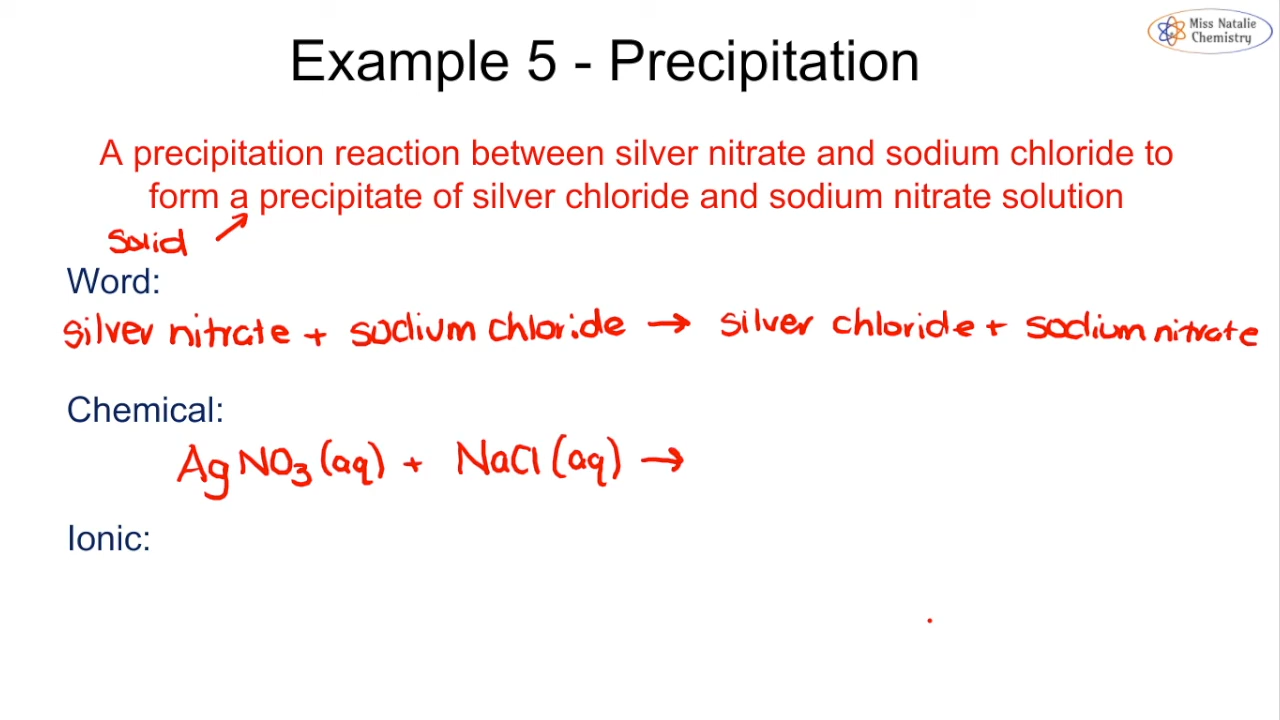 Miss Natalie
Chemistry
Example 5 - Precipitation
A precipitation reaction between silver nitrate and sodium chloride to
form a precipitate of silver chloride and sodium nitrate solution
solid
Word:
silver nitrate + sodium chloride → silver chloride + sodium nitrate
Chemical:
AgNO₃(aq) + NaCl(aq) →
Ionic: